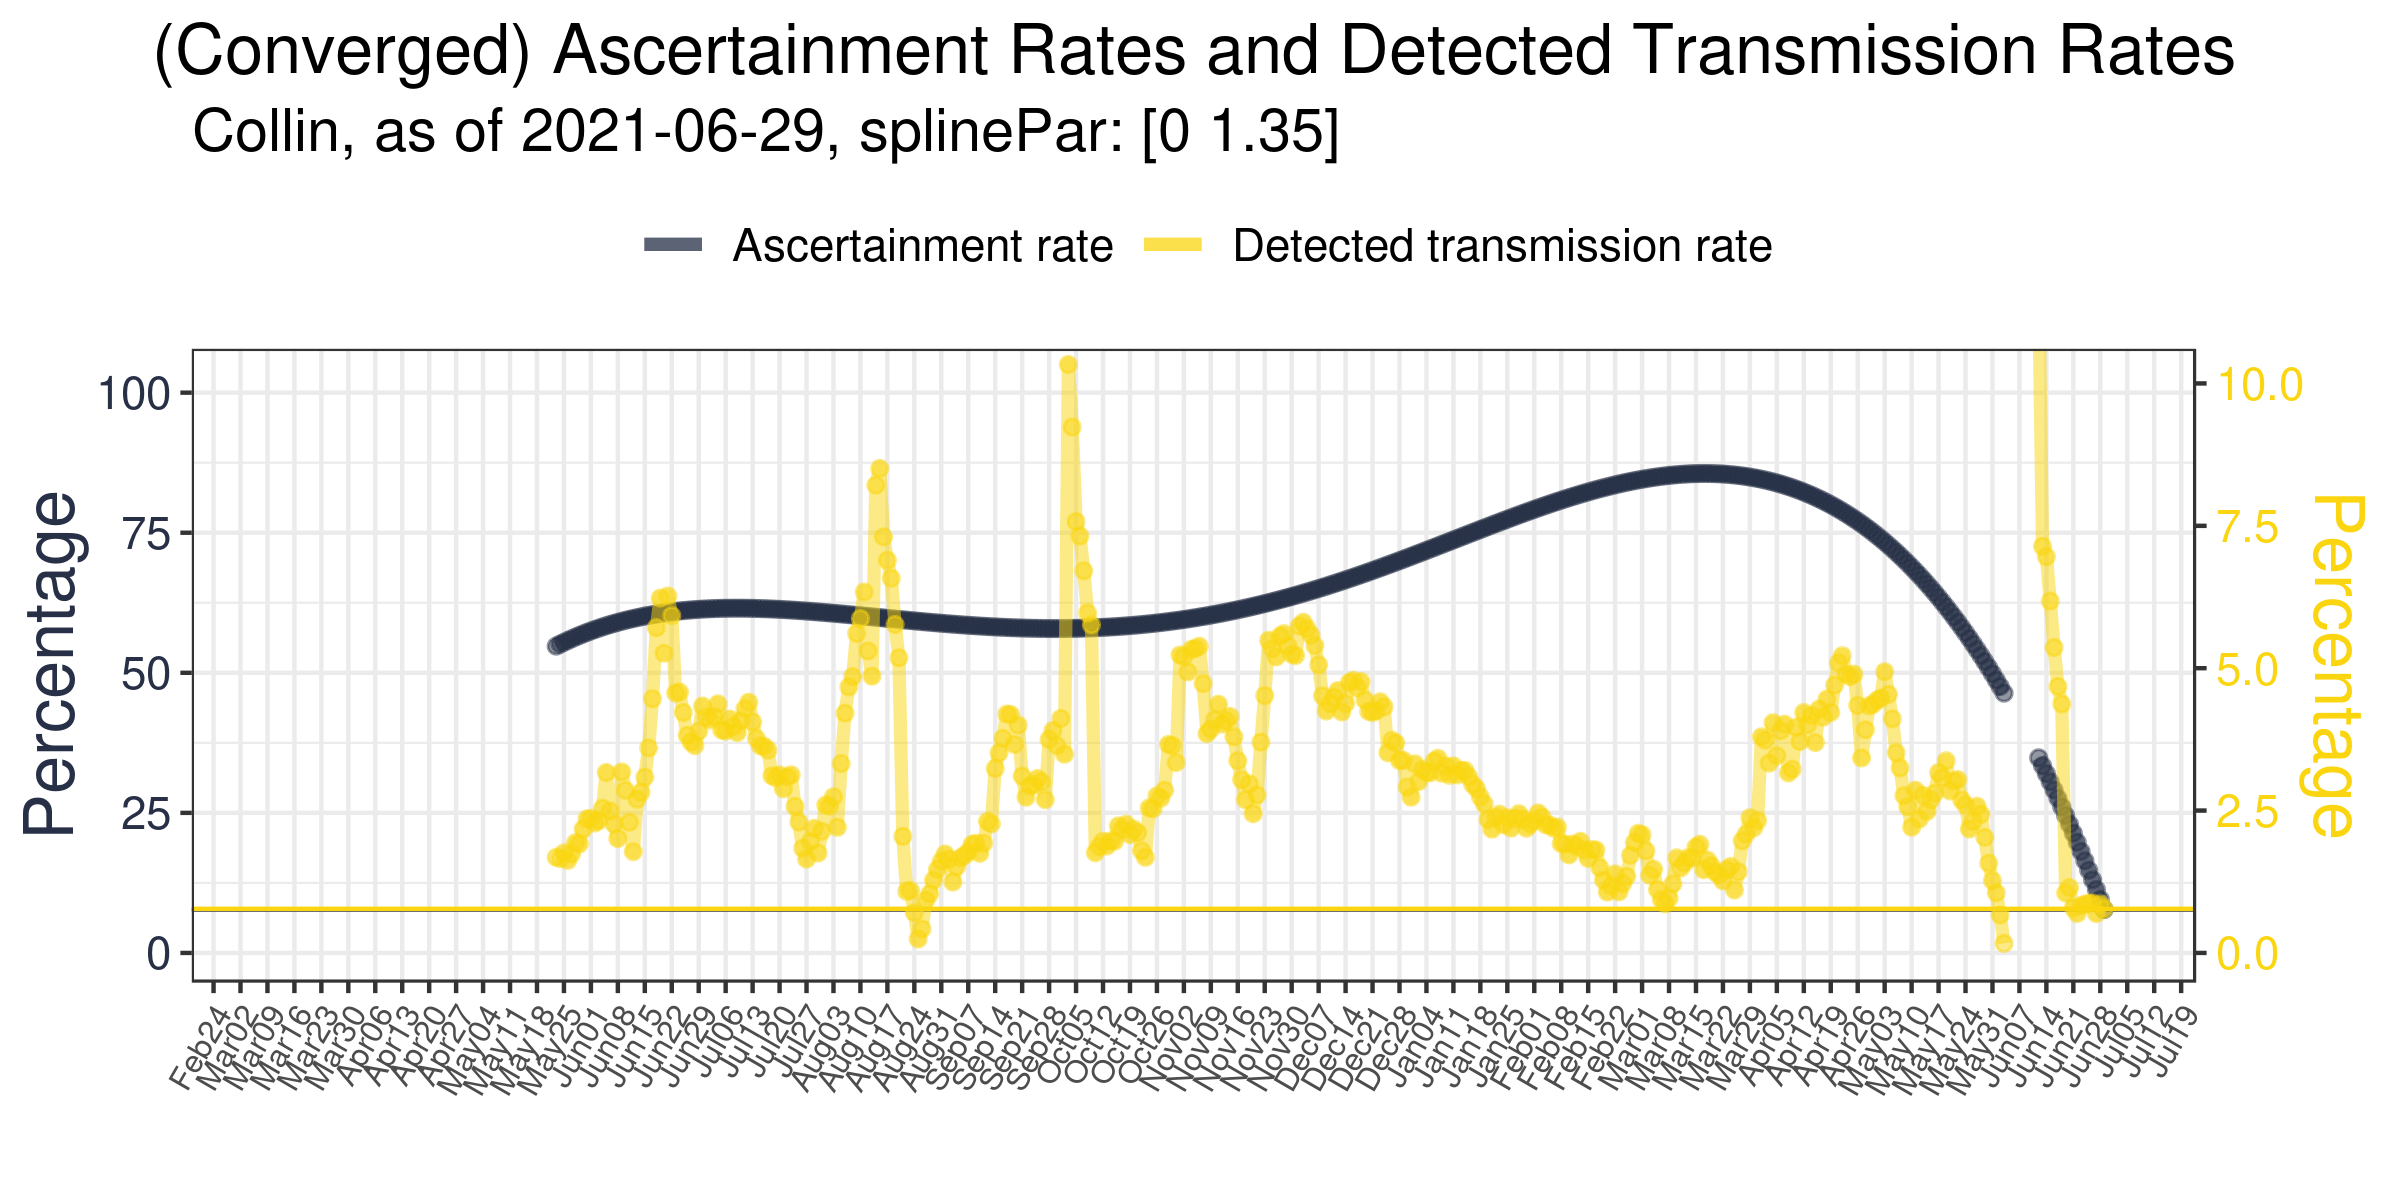 (Converged) Ascertainment Rates and Detected Transmission Rates
Collin, as of 2021-06-29, splinePar: [0 1.35]
Ascertainment rate
Detected transmission rate
Percentage
100
75
50
25
0
10.0
7.5
5.0
2.5
0.0
Percentage
Feb24
Mar02
Mar09
Mar16
Mar23
Mar30
Apr06
Apr13
Apr20
Apr27
May04
May11
May18
May25
Jun01
Jun08
Jun15
Jun22
Jun29
Jul06
Jul13
Jul20
Jul27
Aug03
Aug10
Aug17
Aug24
Aug31
Sep07
Sep14
Sep21
Sep28
Oct05
Oct12
Oct19
Oct26
Nov02
Nov09
Nov16
Nov23
Nov30
Dec07
Dec14
Dec21
Dec28
Jan04
Jan11
Jan18
Jan25
Feb01
Feb08
Feb15
Feb22
Mar01
Mar08
Mar15
Mar22
Mar29
Apr05
Apr12
Apr19
Apr26
May03
May10
May17
May24
May31
Jun07
Jun14
Jun21
Jun28
Jul05
Jul12
Jul19